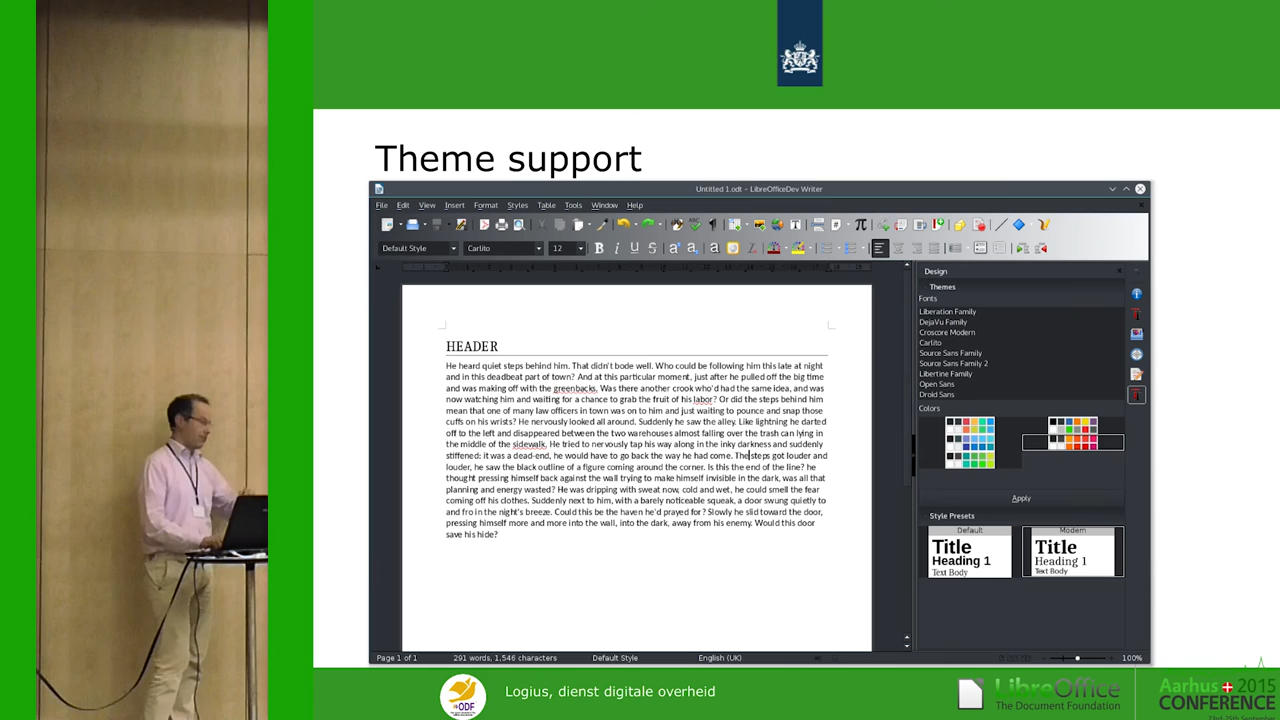 Theme support
Untitled 1.odt - LibreOfficeDev Writer
File Edit View Insert Format Styles Table Tools Window Help
Default Style Carlito 12
Design
Themes
Fonts
Liberation Family
DejaVu Family
Croscore Modern
Carlito
Source Sans Family
Source Sans Family 2
Libertine Family
Open Sans
Droid Sans
Colors
Apply
Style Presets
Default
Title
Heading 1
Text Body
Modern
Title
Heading 1
Text Body
HEADER
He heard quiet steps behind him. That didn't bode well. Who could be following him this late at night
and in this deadbeat part of town? And at this particular moment, just after he pulled off the big time
and was making off with the greenbacks. Was there another crook who'd had the same idea, and was
now watching him and waiting for a chance to grab the fruit of his labor? Or did the steps behind him
mean that one of many law officers in town was on to him and just waiting to pounce and snap those
cuffs on his wrists? He nervously looked all around. Suddenly he saw the alley. Like lightning he darted
off to the left and disappeared between the two warehouses almost falling over the trash can lying in
the middle of the sidewalk. He tried to nervously tap his way along in the inky darkness and suddenly
stiffened: it was a dead-end, he would have to go back the way he had come. The steps got louder and
louder, he saw the black outline of a figure coming around the corner. Is this the end of the line? he
thought pressing himself back against the wall trying to make himself invisible in the dark, was all that
planning and energy wasted? He was dripping with sweat now, cold and wet, he could smell the fear
coming off his clothes. Suddenly next to him, with a barely noticeable squeak, a door swung quietly to
and fro in the night's breeze. Could this be the haven he'd prayed for? Slowly he slid toward the door,
pressing himself more and more into the wall, into the dark, away from his enemy. Would this door
save his hide?
Page 1 of 1 291 words, 1,546 characters Default Style English (UK) 100%
ODF
Logius, dienst digitale overheid
LibreOffice
The Document Foundation
Aarhus 2015
CONFERENCE
23rd-25th September